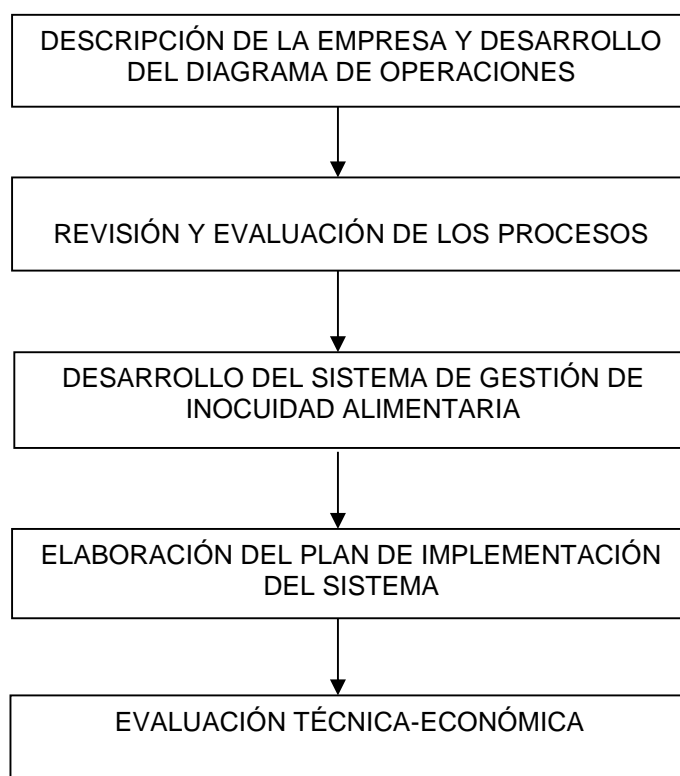 DESCRIPCIÓN DE LA EMPRESA Y DESARROLLO
DEL DIAGRAMA DE OPERACIONES
REVISIÓN Y EVALUACIÓN DE LOS PROCESOS
DESARROLLO DEL SISTEMA DE GESTIÓN DE
INOCUIDAD ALIMENTARIA
ELABORACIÓN DEL PLAN DE IMPLEMENTACIÓN
DEL SISTEMA
EVALUACIÓN TÉCNICA-ECONÓMICA